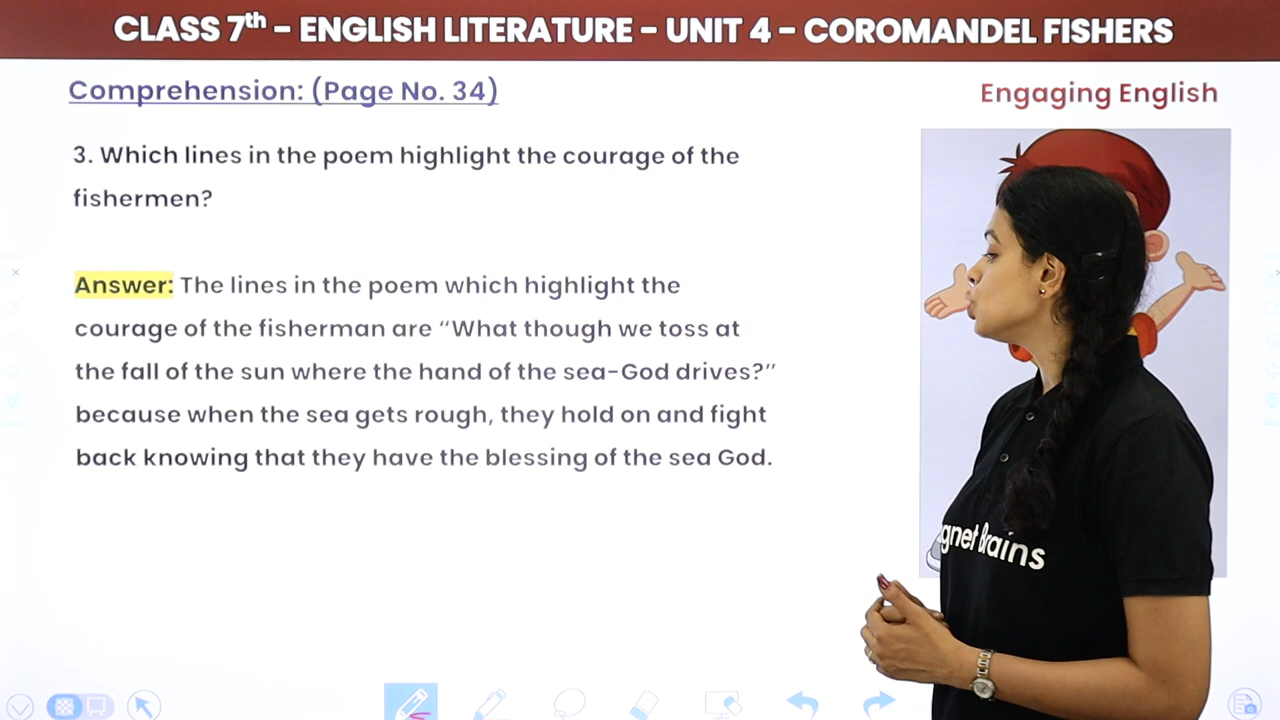 CLASS 7th - ENGLISH LITERATURE - UNIT 4 - COROMANDEL FISHERS
Comprehension: (Page No. 34)
Engaging English
3. Which lines in the poem highlight the courage of the
fishermen?
Answer: The lines in the poem which highlight the
courage of the fisherman are “What though we toss at
the fall of the sun where the hand of the sea-God drives?”
because when the sea gets rough, they hold on and fight
back knowing that they have the blessing of the sea God.
gnet Brains